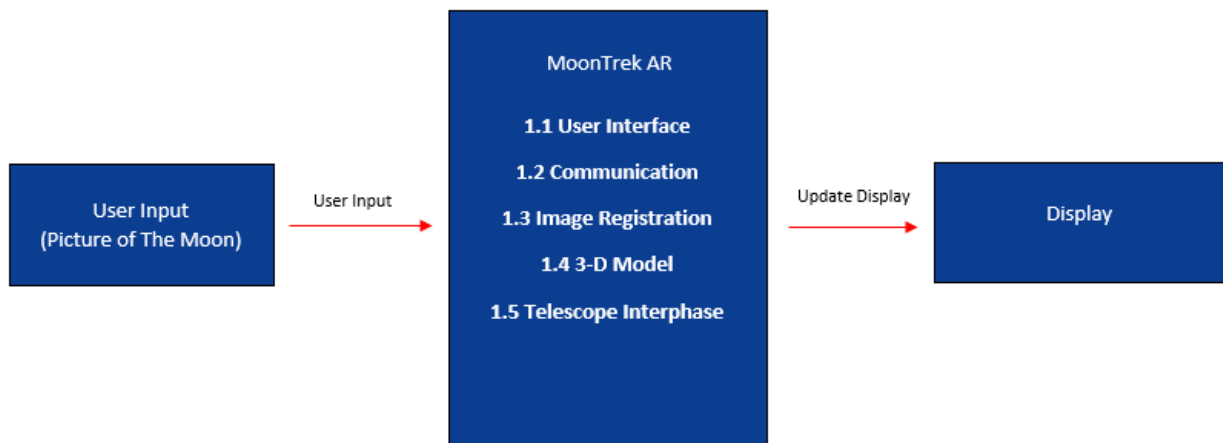 User Input
(Picture of The Moon)
User Input
MoonTrek AR
1.1 User Interface
1.2 Communication
1.3 Image Registration
1.4 3-D Model
1.5 Telescope Interphase
Update Display
Display